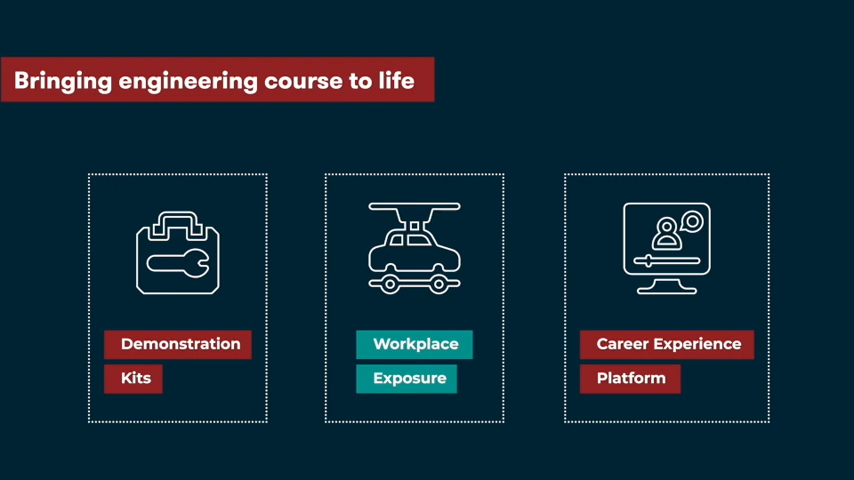 Bringing engineering course to life
Demonstration
Kits
Workplace
Exposure
Career Experience
Platform